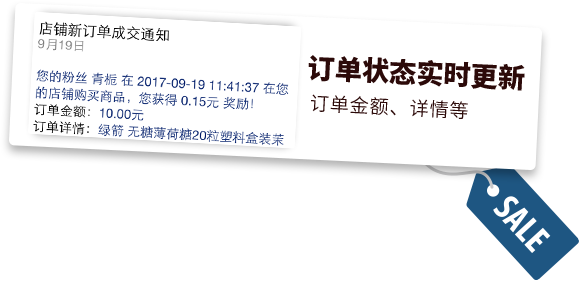 店铺新订单成交通知
9月19日
您的粉丝 青栀 在 2017-09-19 11:41:37 在您
的店铺购买商品，您获得 0.15元 奖励！
订单金额：10.00元
订单详情：绿箭 无糖薄荷糖20粒塑料盒装茉
订单状态实时更新
订单金额、详情等
SALE